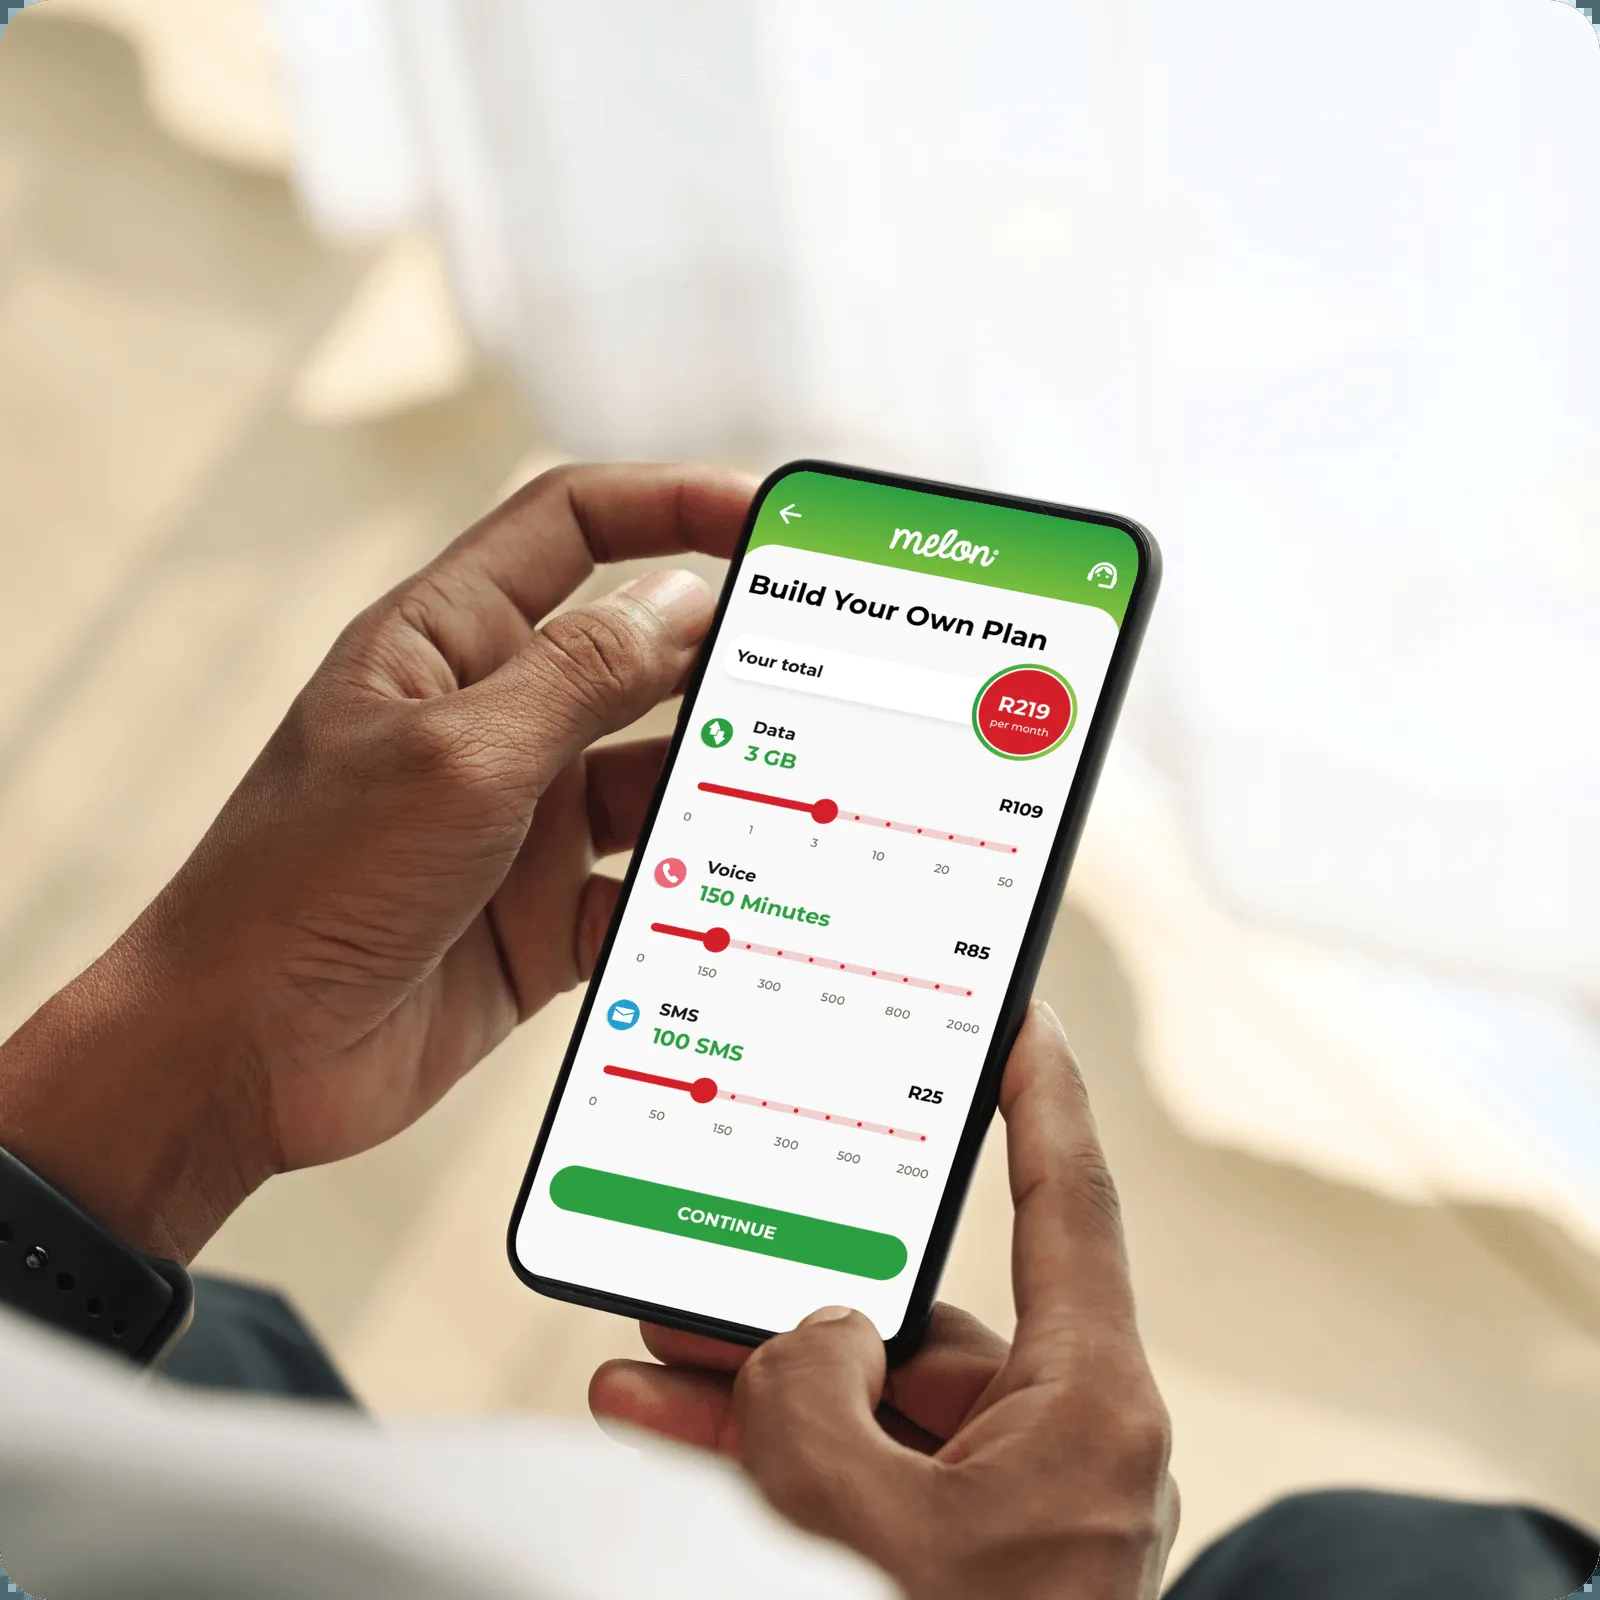 melon
Build Your Own Plan
Your total
R219
per month
Data
3 GB
R109
0 1 3 10 20 50
Voice
150 Minutes
R85
0 150 300 500 800 2000
SMS
100 SMS
R25
0 50 150 300 500 2000
CONTINUE